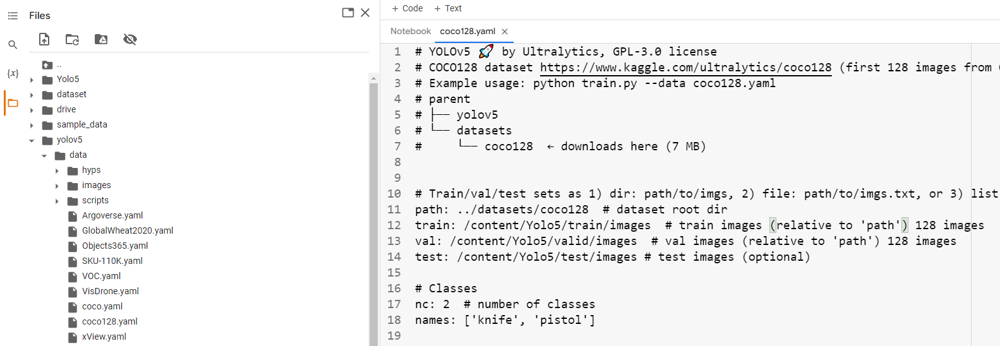 Files
..
Yolo5
dataset
drive
sample_data
yolov5
data
hyps
images
scripts
Argoverse.yaml
GlobalWheat2020.yaml
Objects365.yaml
SKU-110K.yaml
VOC.yaml
VisDrone.yaml
coco.yaml
coco128.yaml
xView.yaml
{x}
+ Code + Text
Notebook coco128.yaml ×
1 # YOLOv5 🚀 by Ultralytics, GPL-3.0 license
2 # COCO128 dataset https://www.kaggle.com/ultralytics/coco128 (first 128 images from
3 # Example usage: python train.py --data coco128.yaml
4 # parent
5 # ├── yolov5
6 # └── datasets
7 #     └── coco128  ← downloads here (7 MB)
8
9
10 # Train/val/test sets as 1) dir: path/to/imgs, 2) file: path/to/imgs.txt, or 3) list
11 path: ../datasets/coco128  # dataset root dir
12 train: /content/Yolo5/train/images  # train images (relative to 'path') 128 images
13 val: /content/Yolo5/valid/images  # val images (relative to 'path') 128 images
14 test: /content/Yolo5/test/images # test images (optional)
15
16 # Classes
17 nc: 2  # number of classes
18 names: ['knife', 'pistol']
19